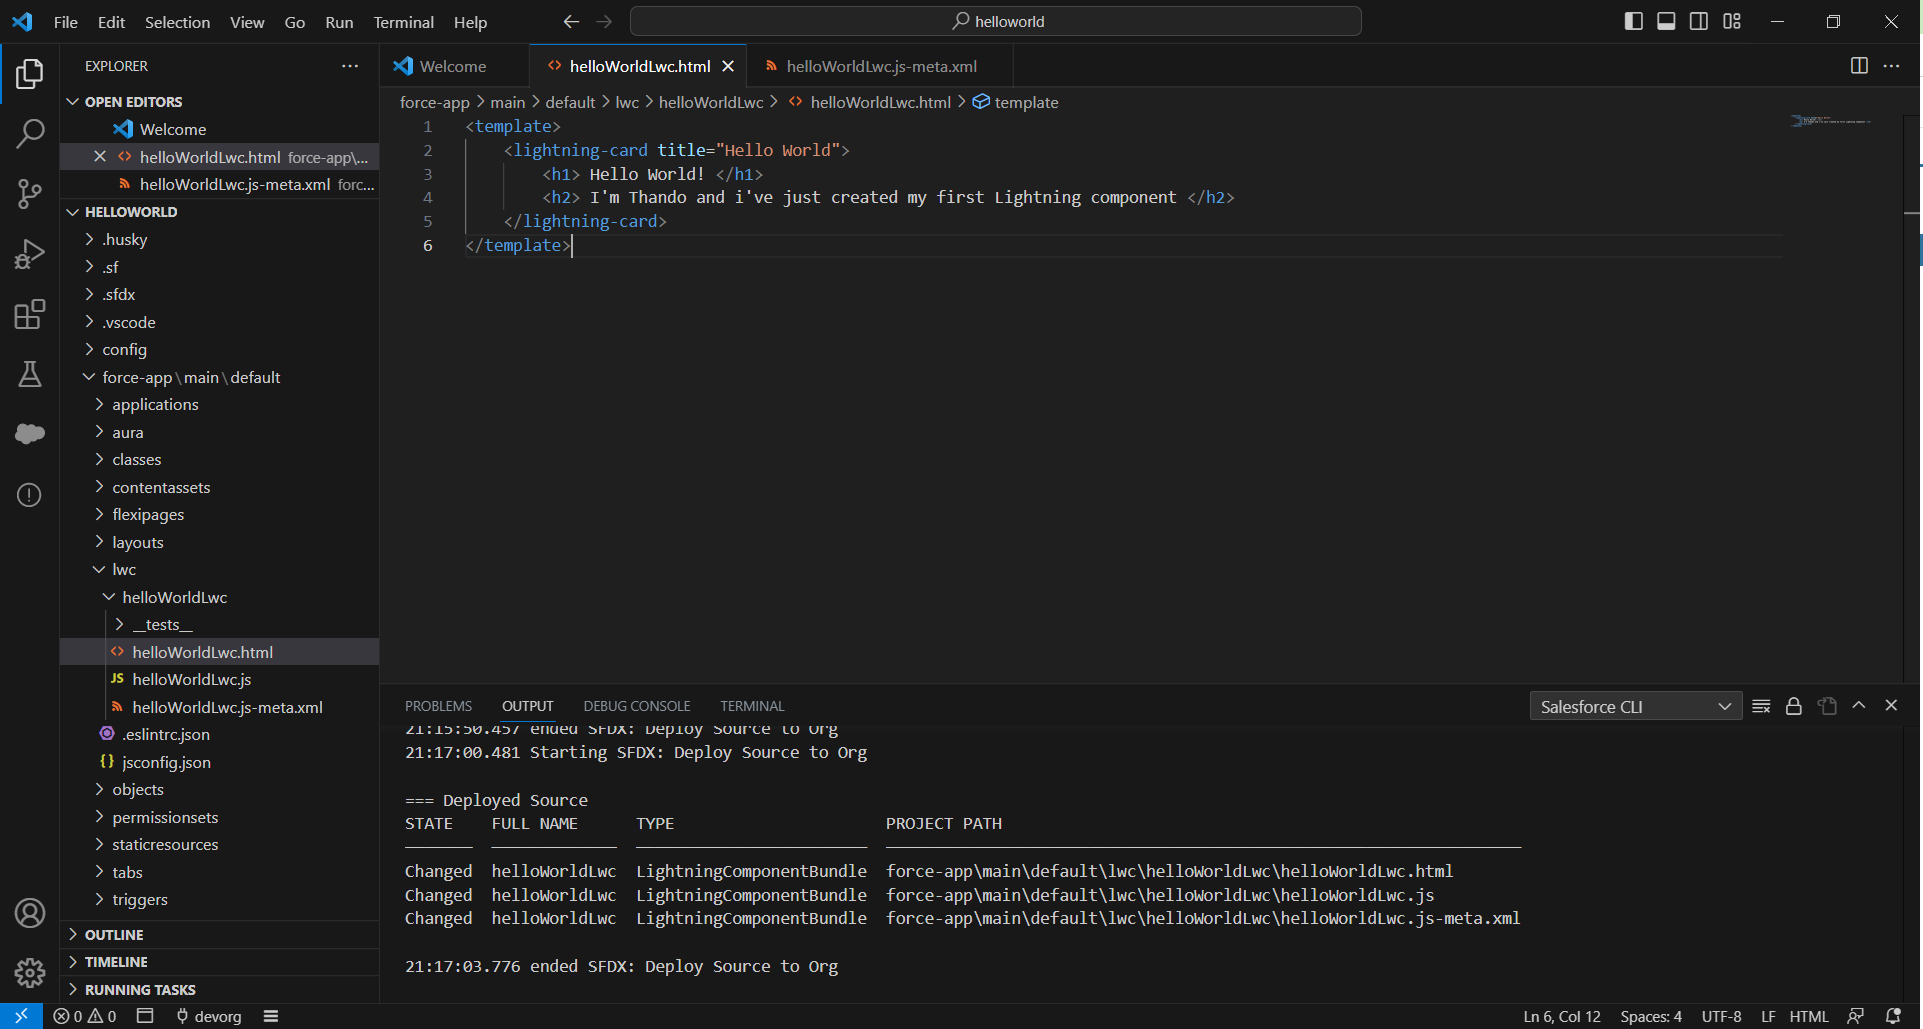 File Edit Selection View Go Run Terminal Help
helloworld
EXPLORER
OPEN EDITORS
Welcome
helloWorldLwc.html force-app\...
helloWorldLwc.js-meta.xml forc...
HELLOWORLD
.husky
.sf
.sfdx
.vscode
config
force-app\main\default
applications
aura
classes
contentassets
flexipages
layouts
lwc
helloWorldLwc
__tests__
helloWorldLwc.html
JS helloWorldLwc.js
helloWorldLwc.js-meta.xml
.eslintrc.json
{} jsconfig.json
objects
permissionsets
staticresources
tabs
triggers
OUTLINE
TIMELINE
RUNNING TASKS
Welcome helloWorldLwc.html helloWorldLwc.js-meta.xml
force-app > main > default > lwc > helloWorldLwc > helloWorldLwc.html > template
1 <template>
2 <lightning-card title="Hello World">
3 <h1> Hello World! </h1>
4 <h2> I'm Thando and i've just created my first Lightning component </h2>
5 </lightning-card>
6 </template>
PROBLEMS OUTPUT DEBUG CONSOLE TERMINAL
Salesforce CLI
21:15:50.457 ended SFDX: Deploy Source to Org
21:17:00.481 Starting SFDX: Deploy Source to Org
=== Deployed Source
STATE FULL NAME TYPE PROJECT PATH
Changed helloWorldLwc LightningComponentBundle force-app\main\default\lwc\helloWorldLwc\helloWorldLwc.html
Changed helloWorldLwc LightningComponentBundle force-app\main\default\lwc\helloWorldLwc\helloWorldLwc.js
Changed helloWorldLwc LightningComponentBundle force-app\main\default\lwc\helloWorldLwc\helloWorldLwc.js-meta.xml
21:17:03.776 ended SFDX: Deploy Source to Org
0 0 devorg
Ln 6, Col 12 Spaces: 4 UTF-8 LF HTML